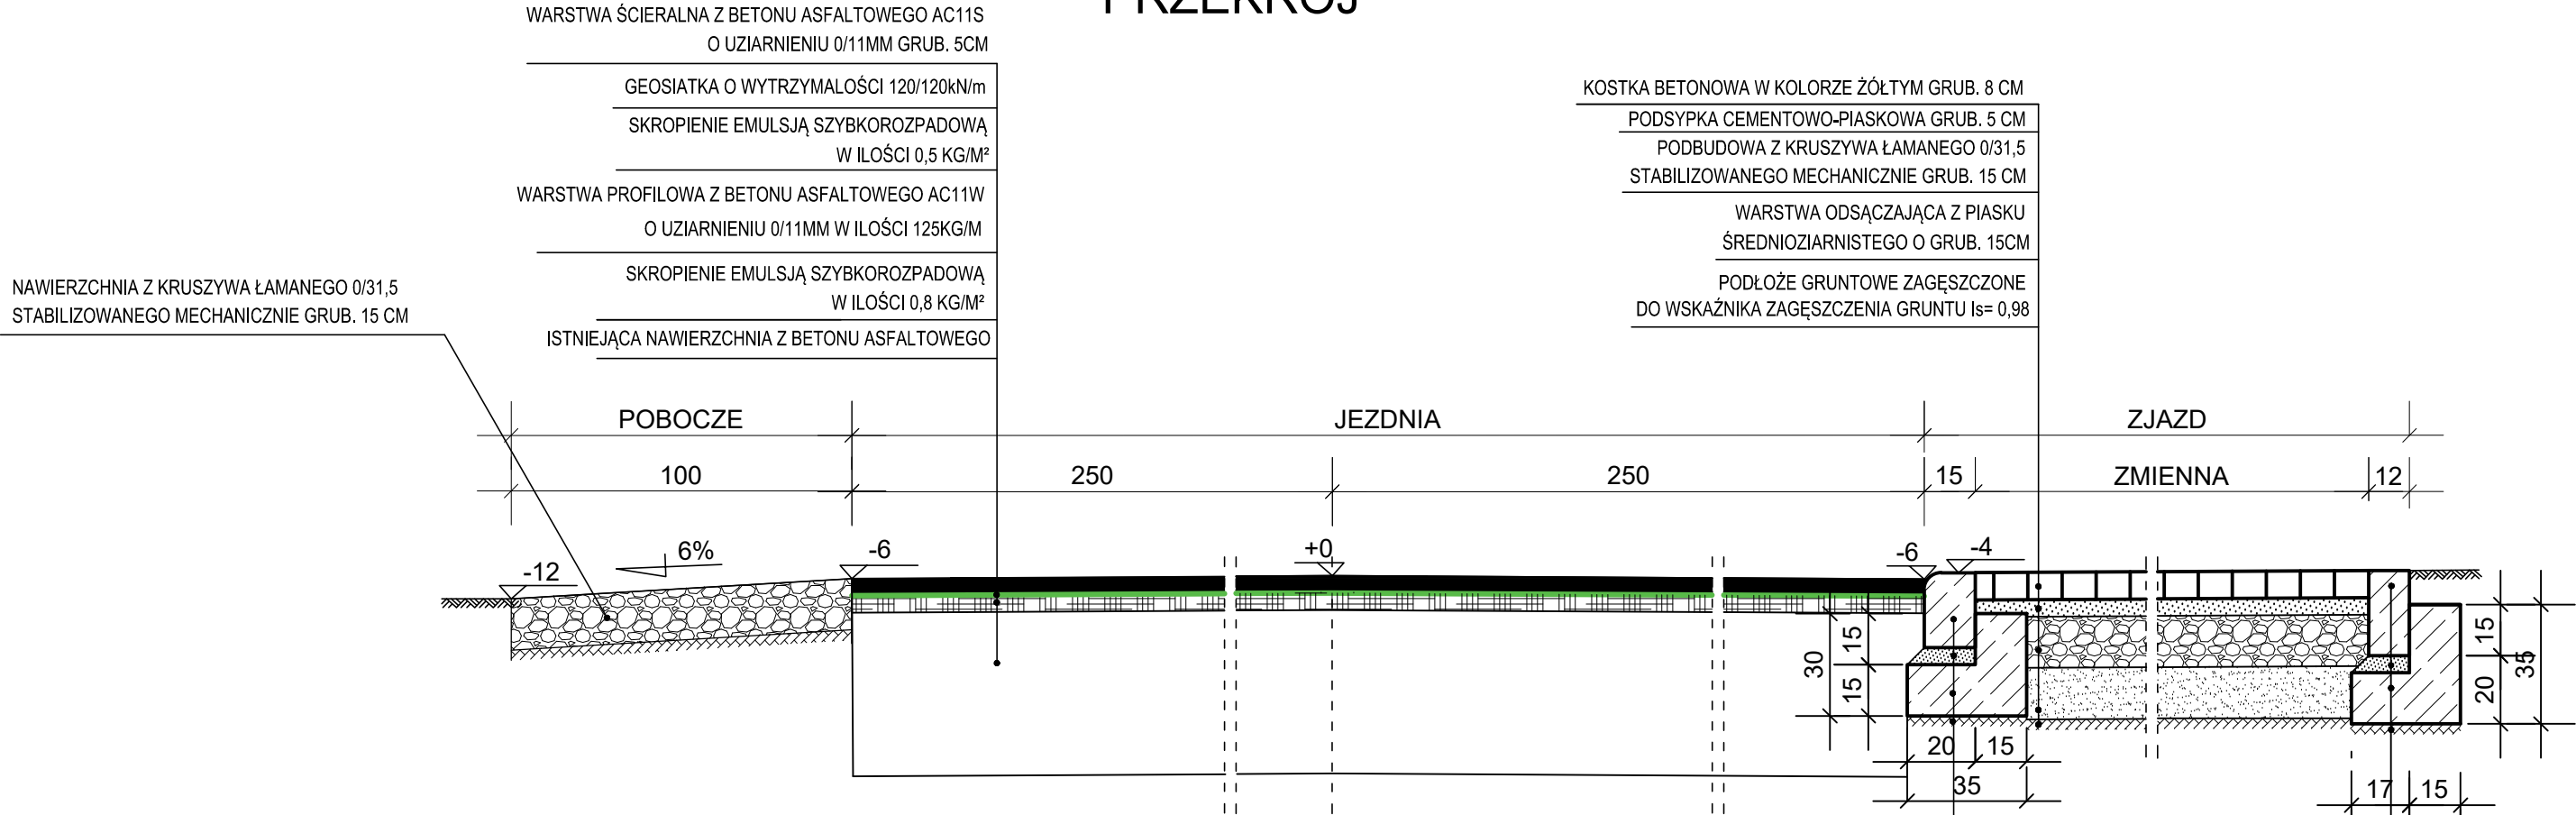 PRZEKRÓJ
WARSTWA ŚCIERALNA Z BETONU ASFALTOWEGO AC11S
O UZIARNIENIU 0/11MM GRUB. 5CM
GEOSIATKA O WYTRZYMALOŚCI 120/120kN/m
SKROPIENIE EMULSJĄ SZYBKOROZPADOWĄ
W ILOŚCI 0,5 KG/M²
WARSTWA PROFILOWA Z BETONU ASFALTOWEGO AC11W
O UZIARNIENIU 0/11MM W ILOŚCI 125KG/M
SKROPIENIE EMULSJĄ SZYBKOROZPADOWĄ
W ILOŚCI 0,8 KG/M²
ISTNIEJĄCA NAWIERZCHNIA Z BETONU ASFALTOWEGO
NAWIERZCHNIA Z KRUSZYWA ŁAMANEGO 0/31,5
STABILIZOWANEGO MECHANICZNIE GRUB. 15 CM
KOSTKA BETONOWA W KOLORZE ŻÓŁTYM GRUB. 8 CM
PODSYPKA CEMENTOWO-PIASKOWA GRUB. 5 CM
PODBUDOWA Z KRUSZYWA ŁAMANEGO 0/31,5
STABILIZOWANEGO MECHANICZNIE GRUB. 15 CM
WARSTWA ODSĄCZAJĄCA Z PIASKU
ŚREDNIOZIARNISTEGO O GRUB. 15CM
PODŁOŻE GRUNTOWE ZAGĘSZCZONE
DO WSKAŹNIKA ZAGĘSZCZENIA GRUNTU Is= 0,98
POBOCZE JEZDNIA ZJAZD
100 250 250 15 ZMIENNA 12
-12 6% -6 +0 -6 -4
30 15 15
15 20 35
20 15
35
17 15